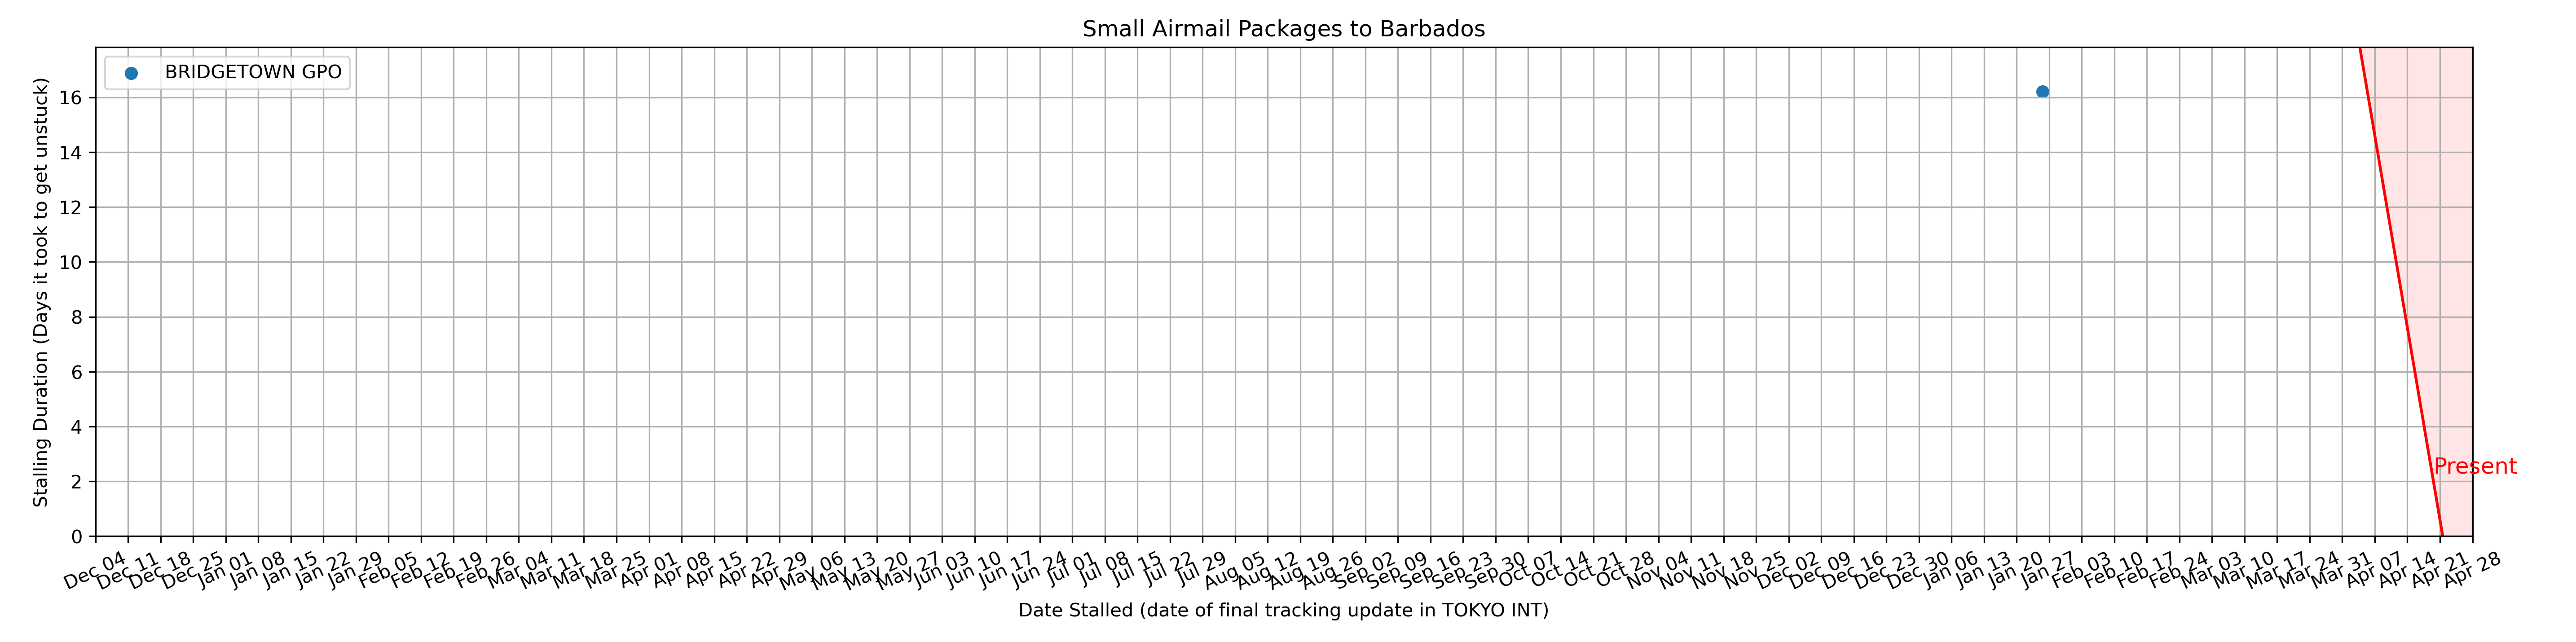 Small Airmail Packages to Barbados
BRIDGETOWN GPO
Stalling Duration (Days it took to get unstuck)
16
14
12
10
8
6
4
2
0
Present
Dec 04 Dec 11 Dec 18 Dec 25 Jan 01 Jan 08 Jan 15 Jan 22 Jan 29 Feb 05 Feb 12 Feb 19 Feb 26 Mar 04 Mar 11 Mar 18 Mar 25 Apr 01 Apr 08 Apr 15 Apr 22 Apr 29 May 06 May 13 May 20 May 27 Jun 03 Jun 10 Jun 17 Jun 24 Jul 01 Jul 08 Jul 15 Jul 22 Jul 29 Aug 05 Aug 12 Aug 19 Aug 26 Sep 02 Sep 09 Sep 16 Sep 23 Sep 30 Oct 07 Oct 14 Oct 21 Oct 28 Nov 04 Nov 11 Nov 18 Nov 25 Dec 02 Dec 09 Dec 16 Dec 23 Dec 30 Jan 06 Jan 13 Jan 20 Jan 27 Feb 03 Feb 10 Feb 17 Feb 24 Mar 03 Mar 10 Mar 17 Mar 24 Mar 31 Apr 07 Apr 14 Apr 21 Apr 28
Date Stalled (date of final tracking update in TOKYO INT)